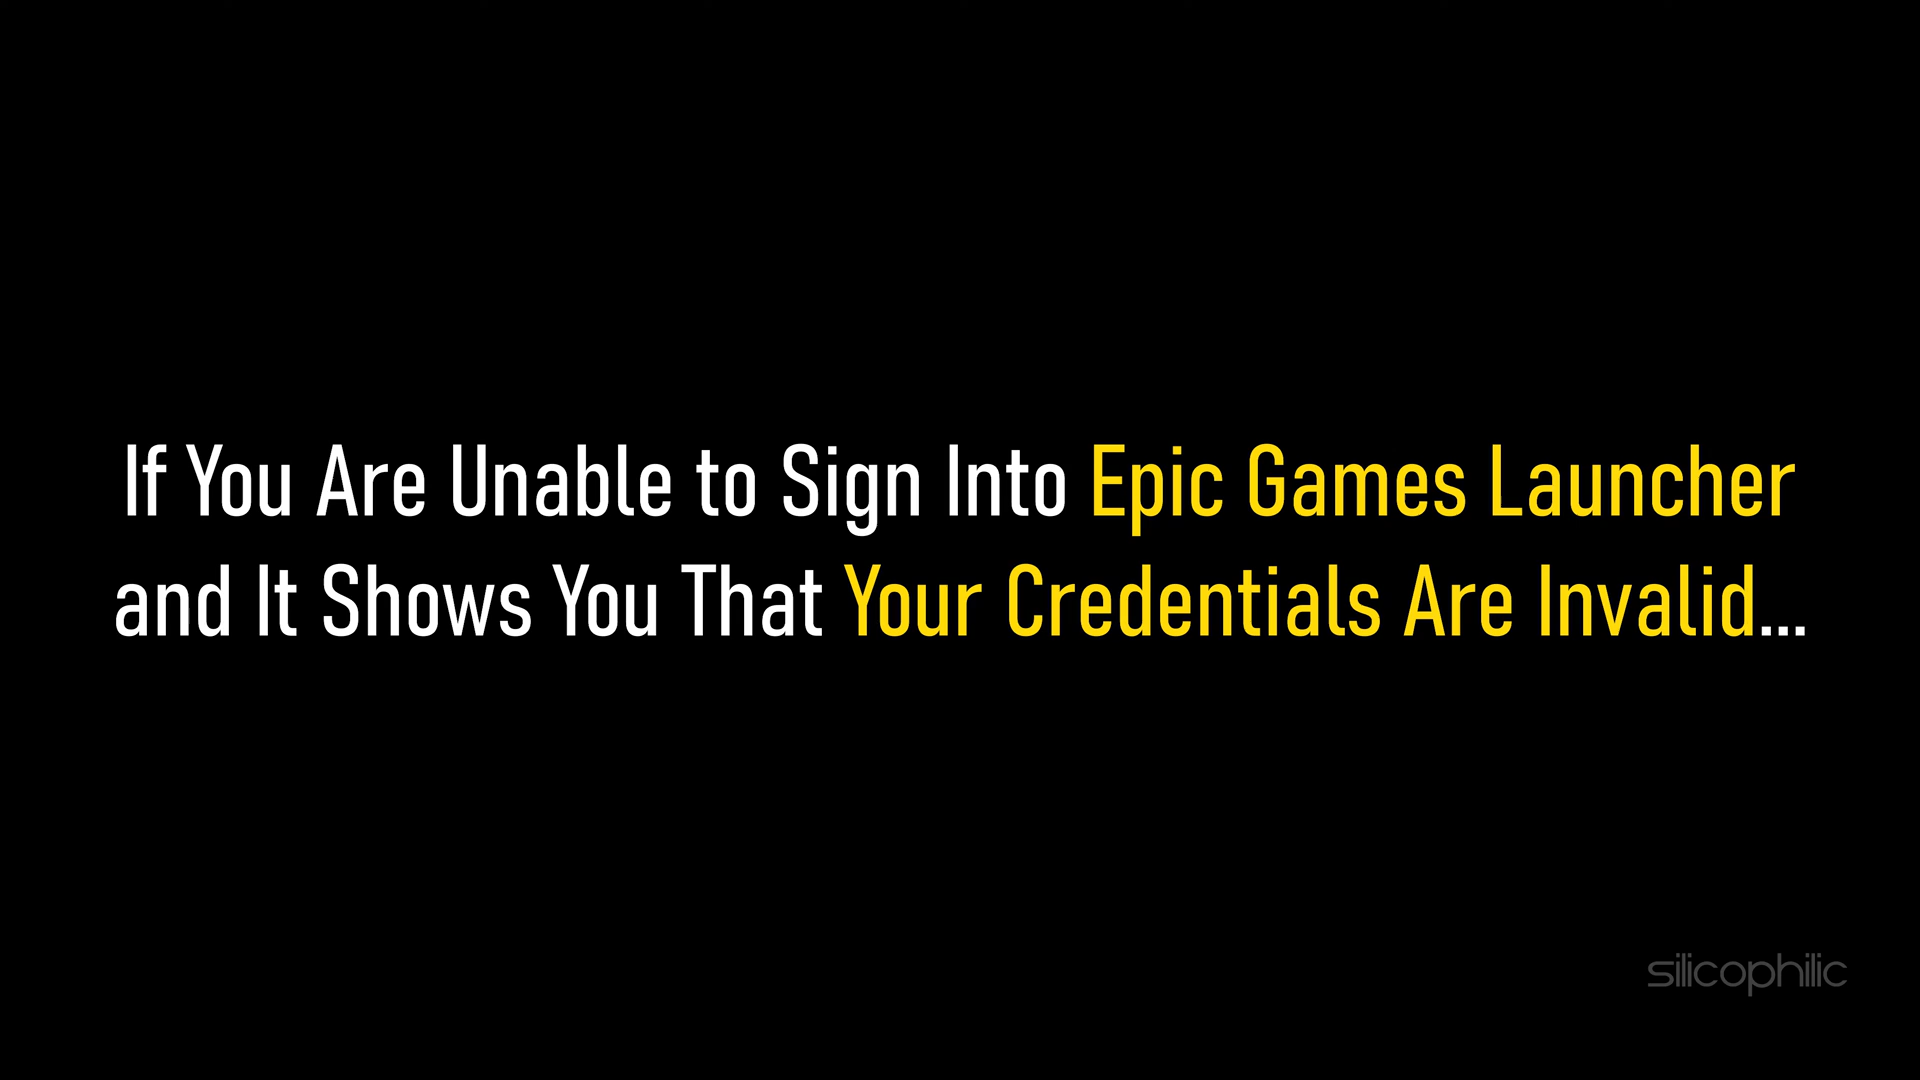 If You Are Unable to Sign Into Epic Games Launcher
and It Shows You That Your Credentials Are Invalid...
silicophilic